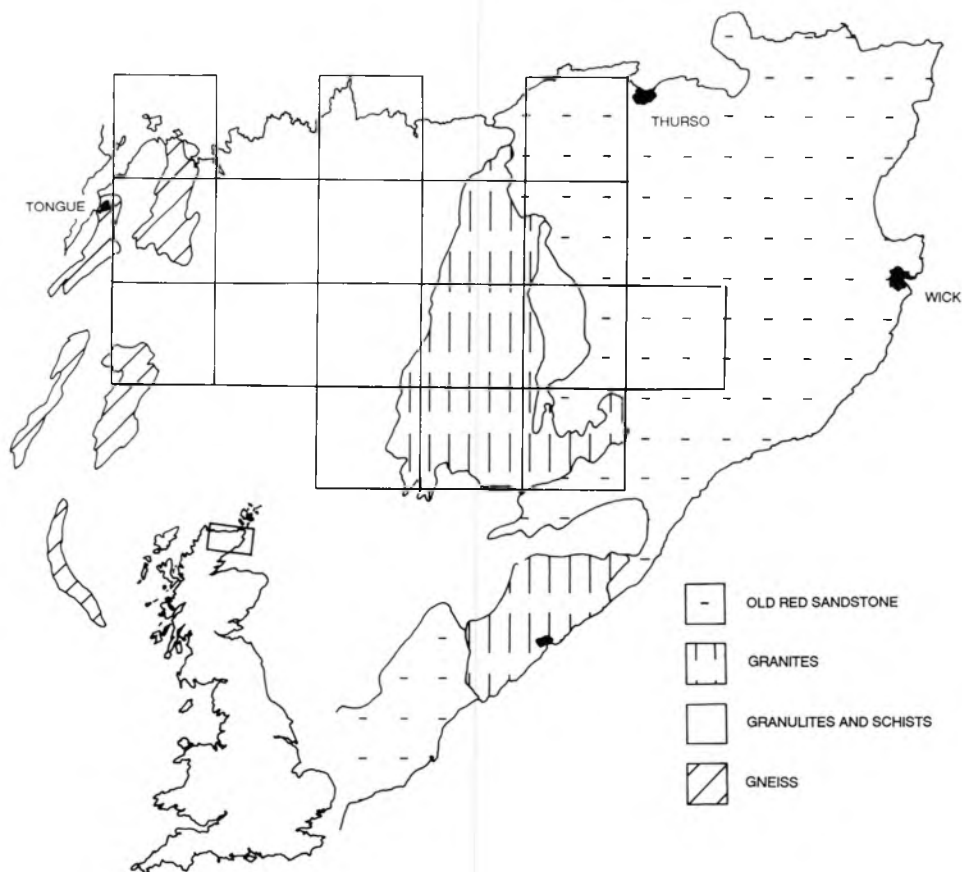 THURSO
TONGUE
WICK
OLD RED SANDSTONE
GRANITES
GRANULITES AND SCHISTS
GNEISS